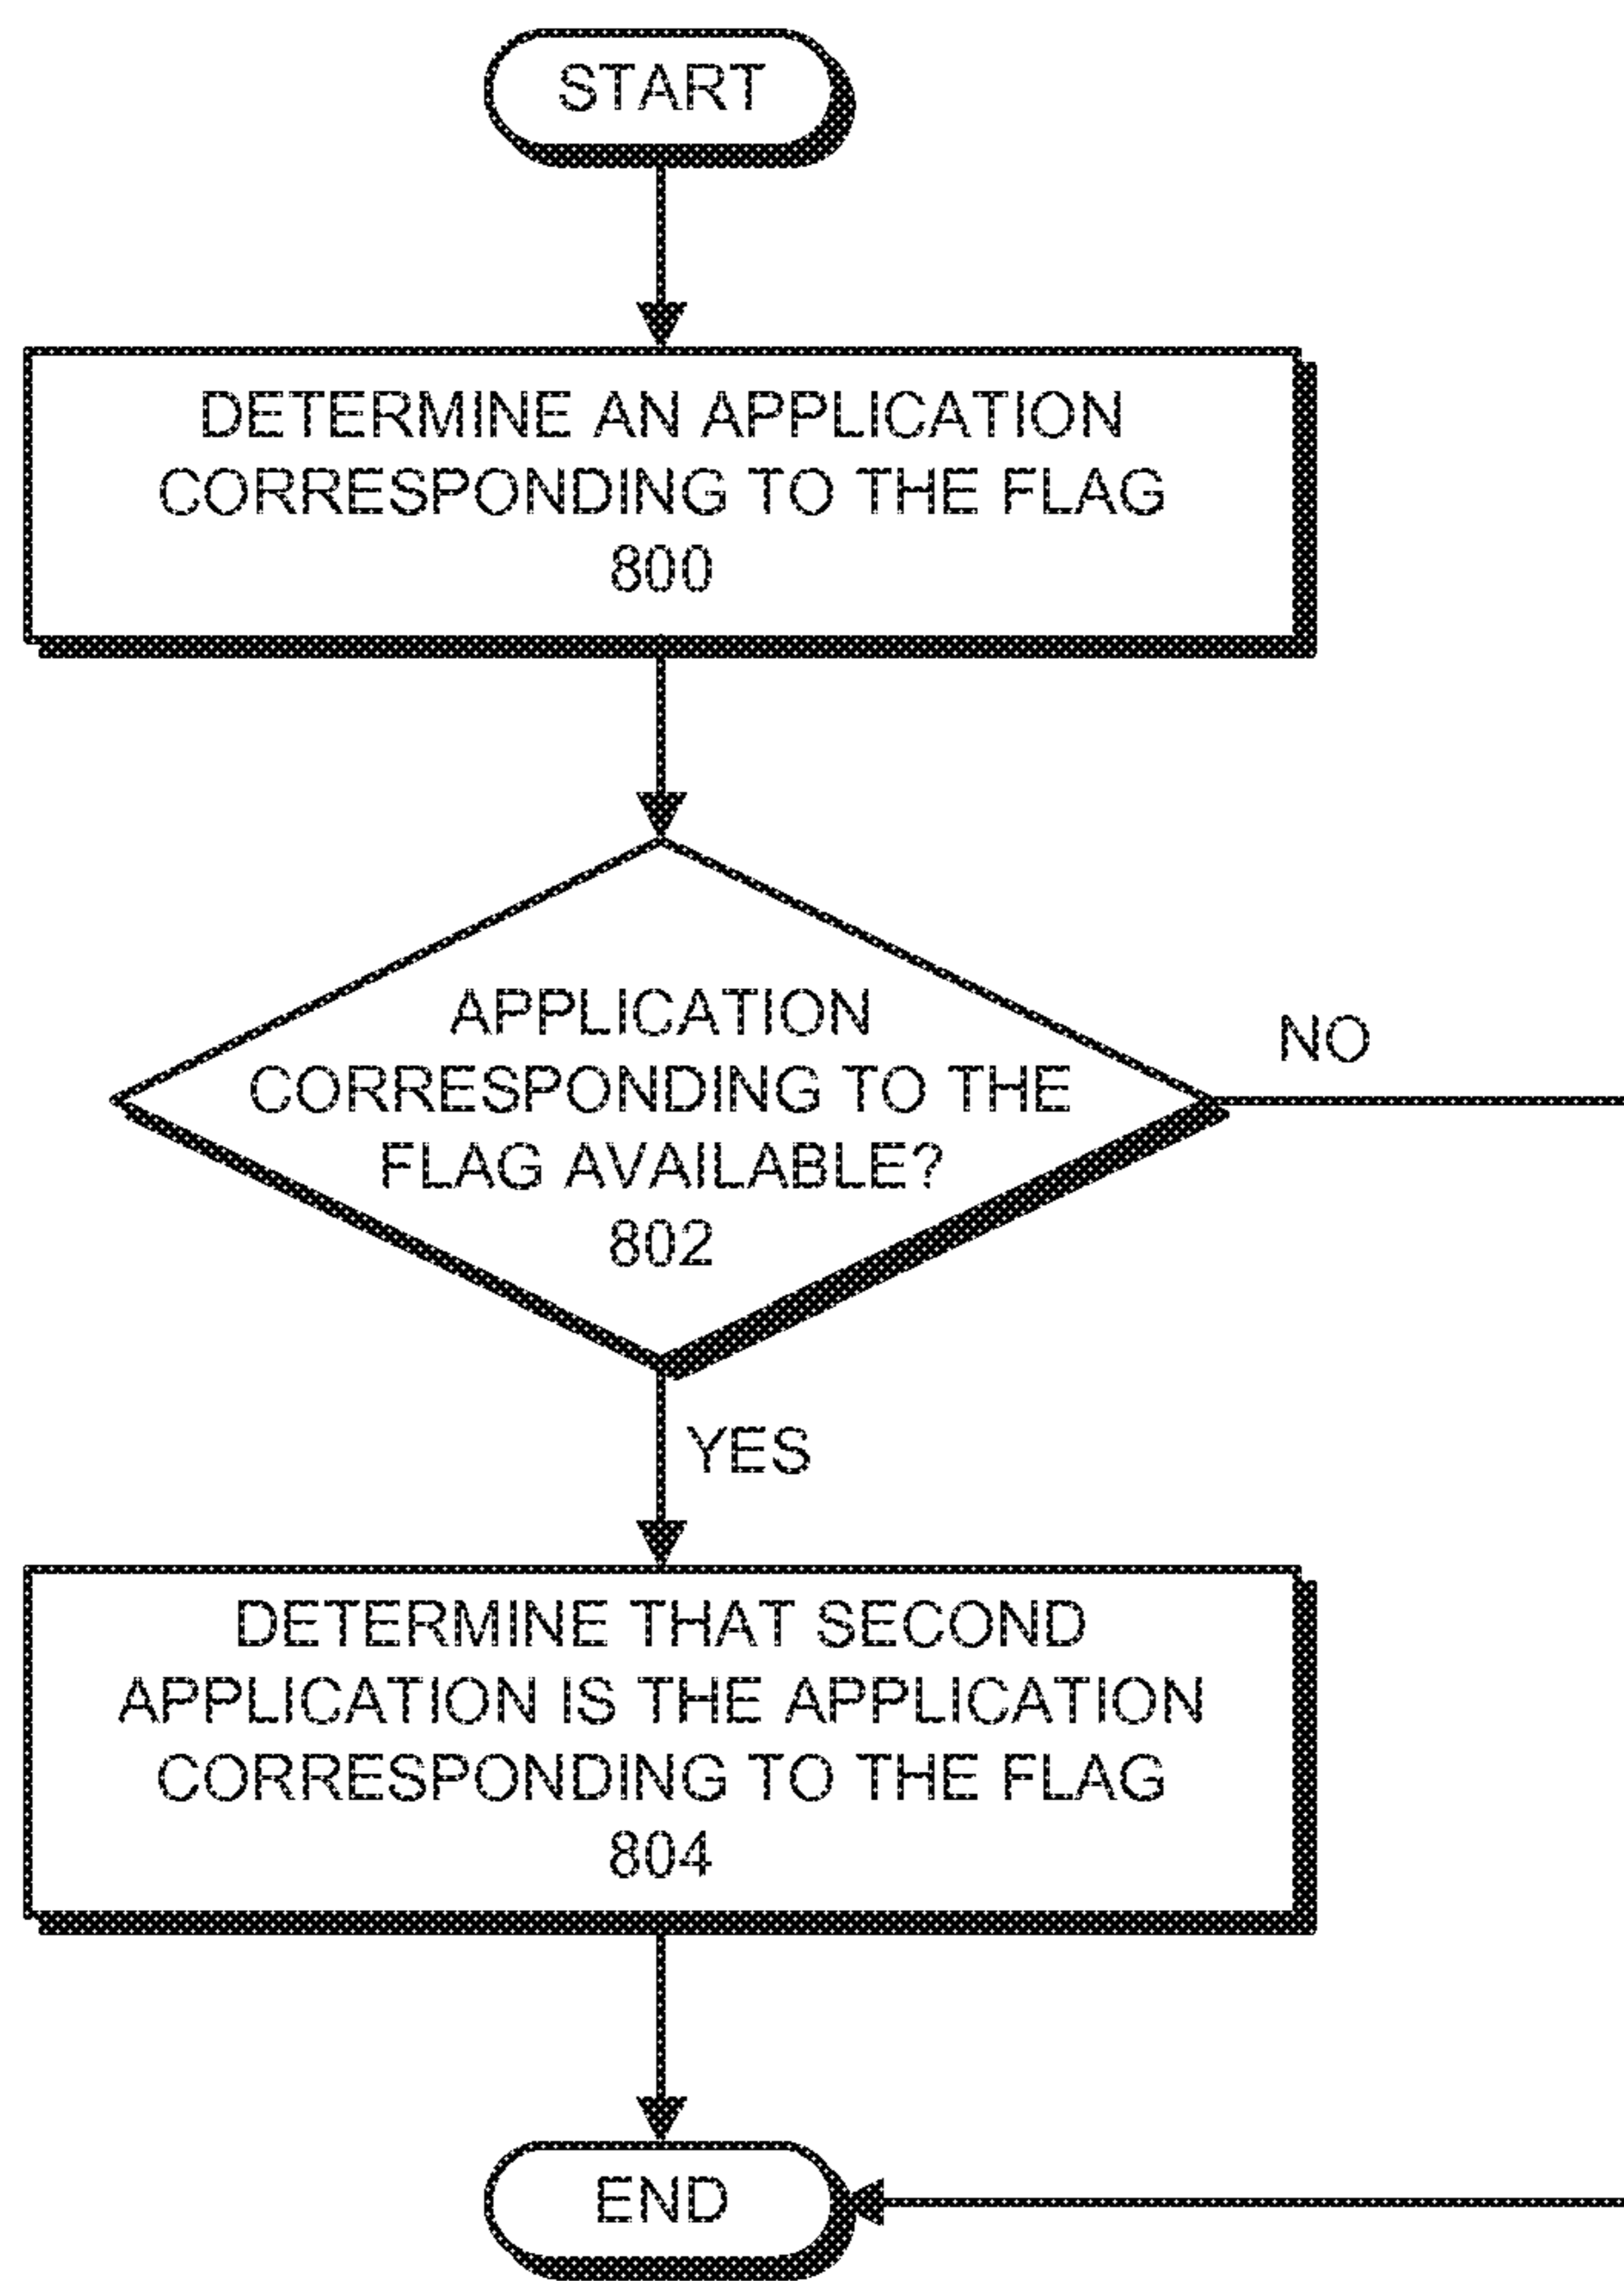 START
DETERMINE AN APPLICATION
CORRESPONDING TO THE FLAG
800
APPLICATION
CORRESPONDING TO THE
FLAG AVAILABLE?
802
NO
YES
DETERMINE THAT SECOND
APPLICATION IS THE APPLICATION
CORRESPONDING TO THE FLAG
804
END